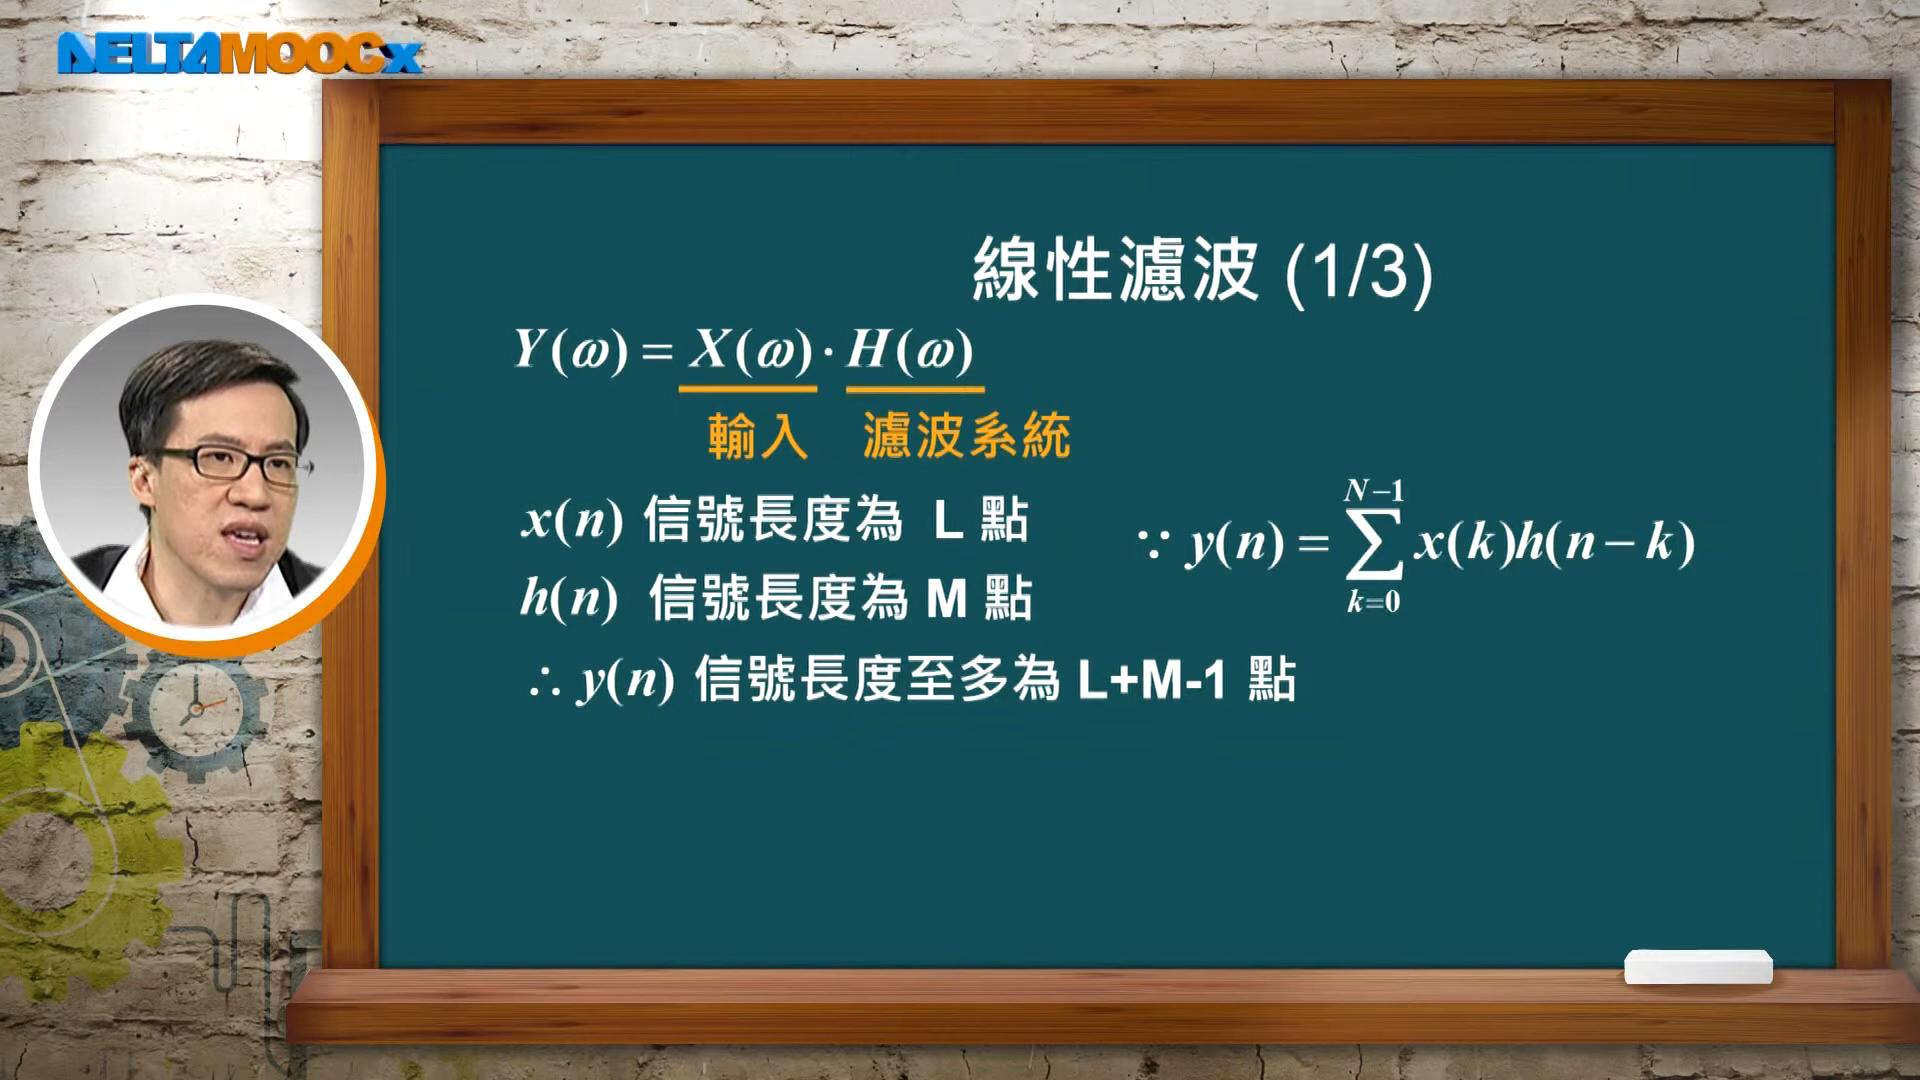 DELTAMOOCx
線性濾波 (1/3)
Y(ω) = X(ω)·H(ω)
輸入 濾波系統
x(n) 信號長度為 L 點
h(n) 信號長度為 M 點
∵ y(n) = ∑_{k=0}^{N−1} x(k)h(n−k)
∴ y(n) 信號長度至多為 L+M-1 點